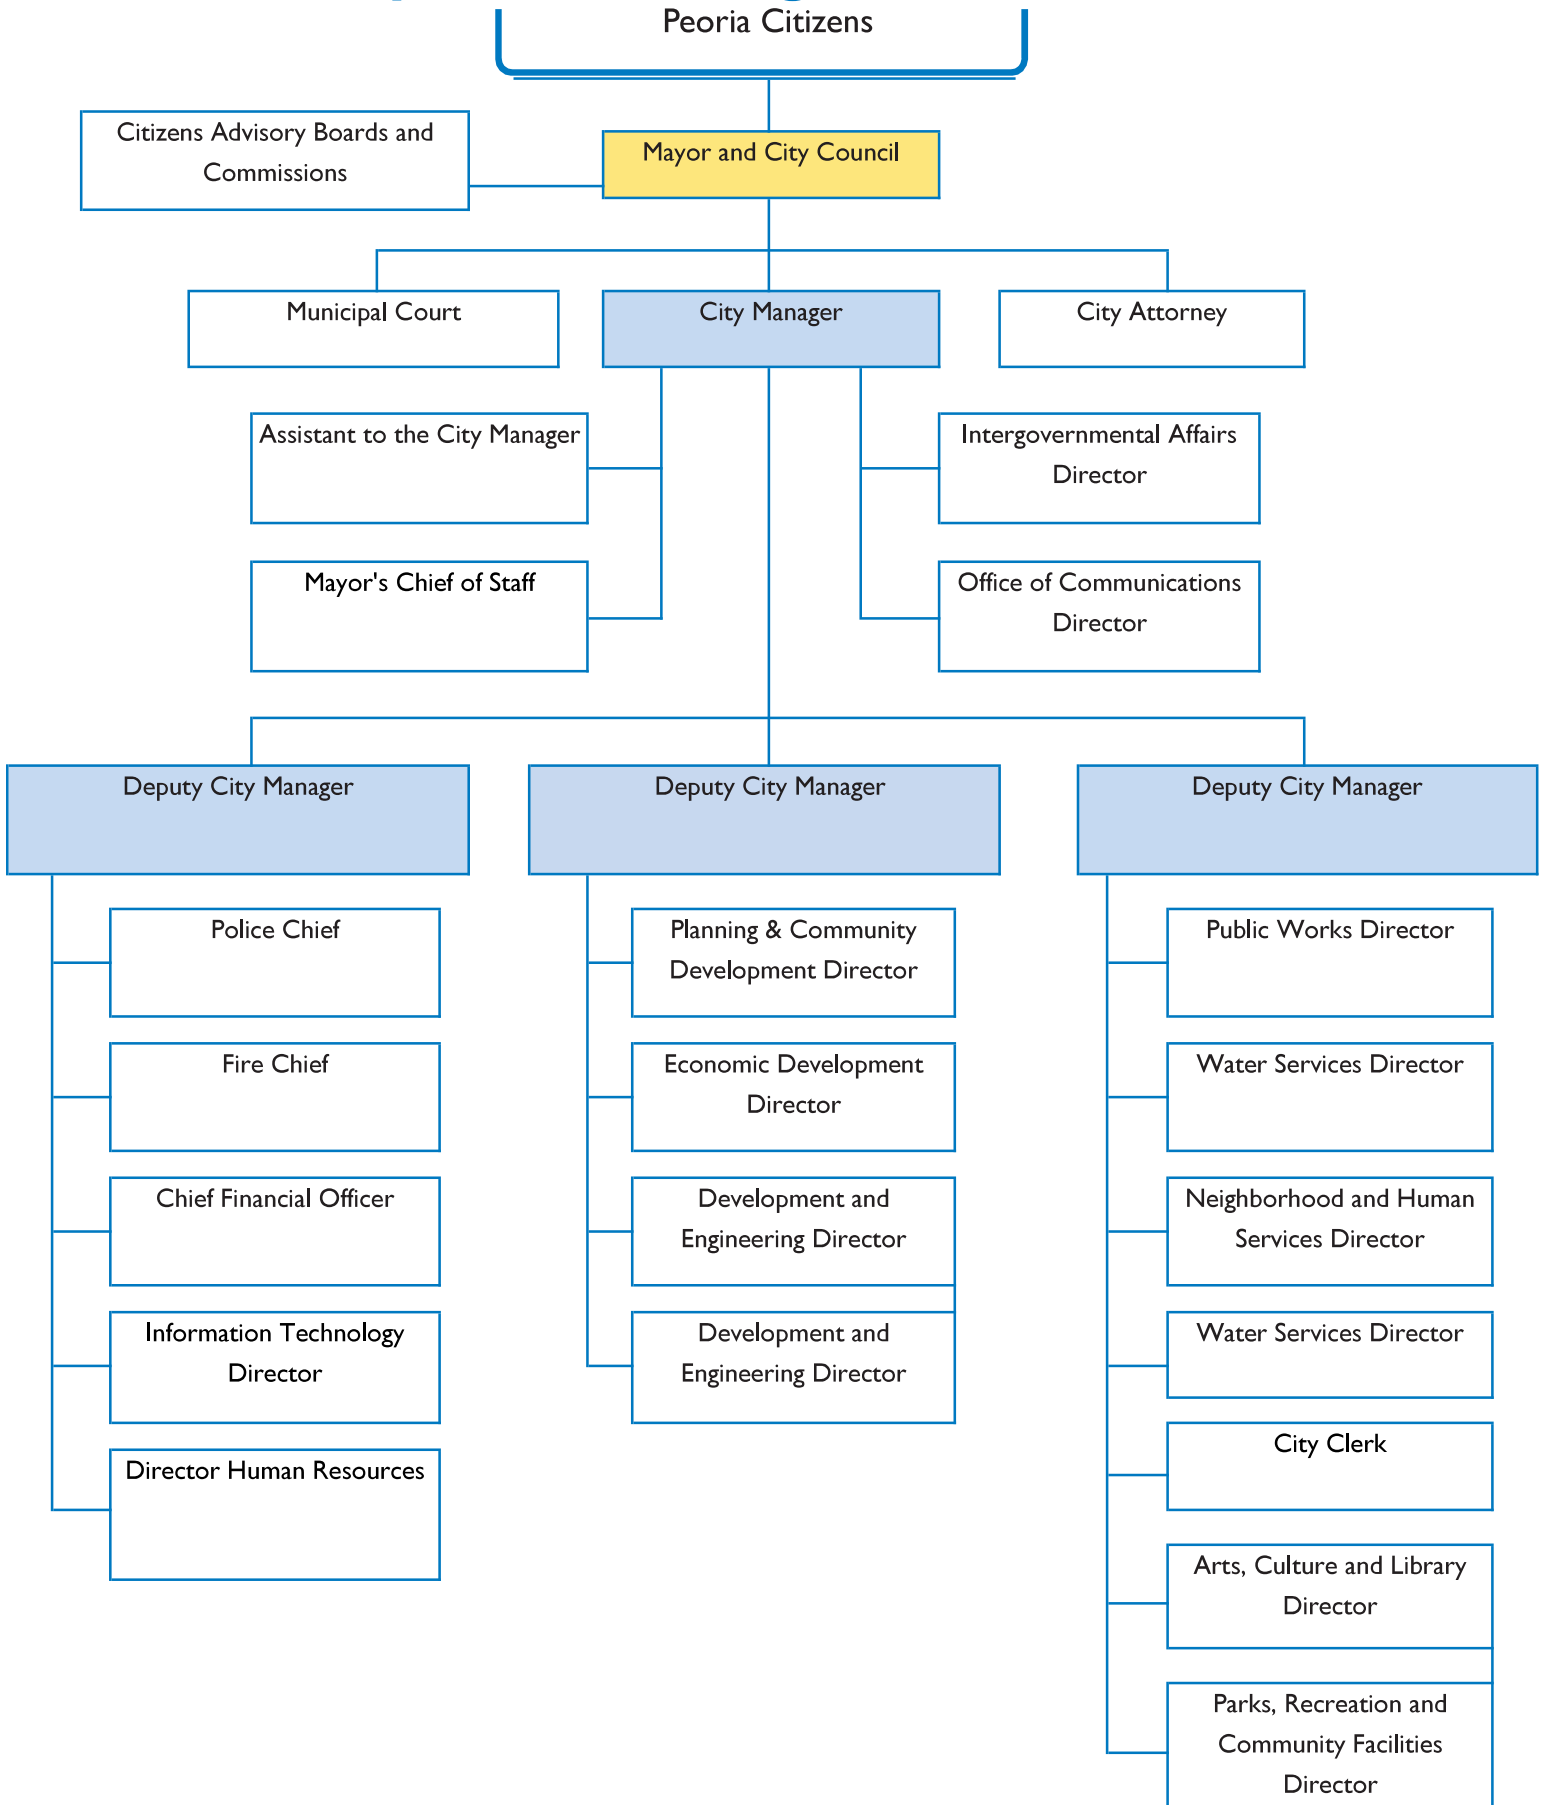 Peoria Citizens
Citizens Advisory Boards and
Commissions
Mayor and City Council
Municipal Court
City Manager
City Attorney
Assistant to the City Manager
Intergovernmental Affairs
Director
Mayor's Chief of Staff
Office of Communications
Director
Deputy City Manager
Deputy City Manager
Deputy City Manager
Police Chief
Fire Chief
Chief Financial Officer
Information Technology
Director
Director Human Resources
Planning & Community
Development Director
Economic Development
Director
Development and
Engineering Director
Development and
Engineering Director
Public Works Director
Water Services Director
Neighborhood and Human
Services Director
Water Services Director
City Clerk
Arts, Culture and Library
Director
Parks, Recreation and
Community Facilities
Director